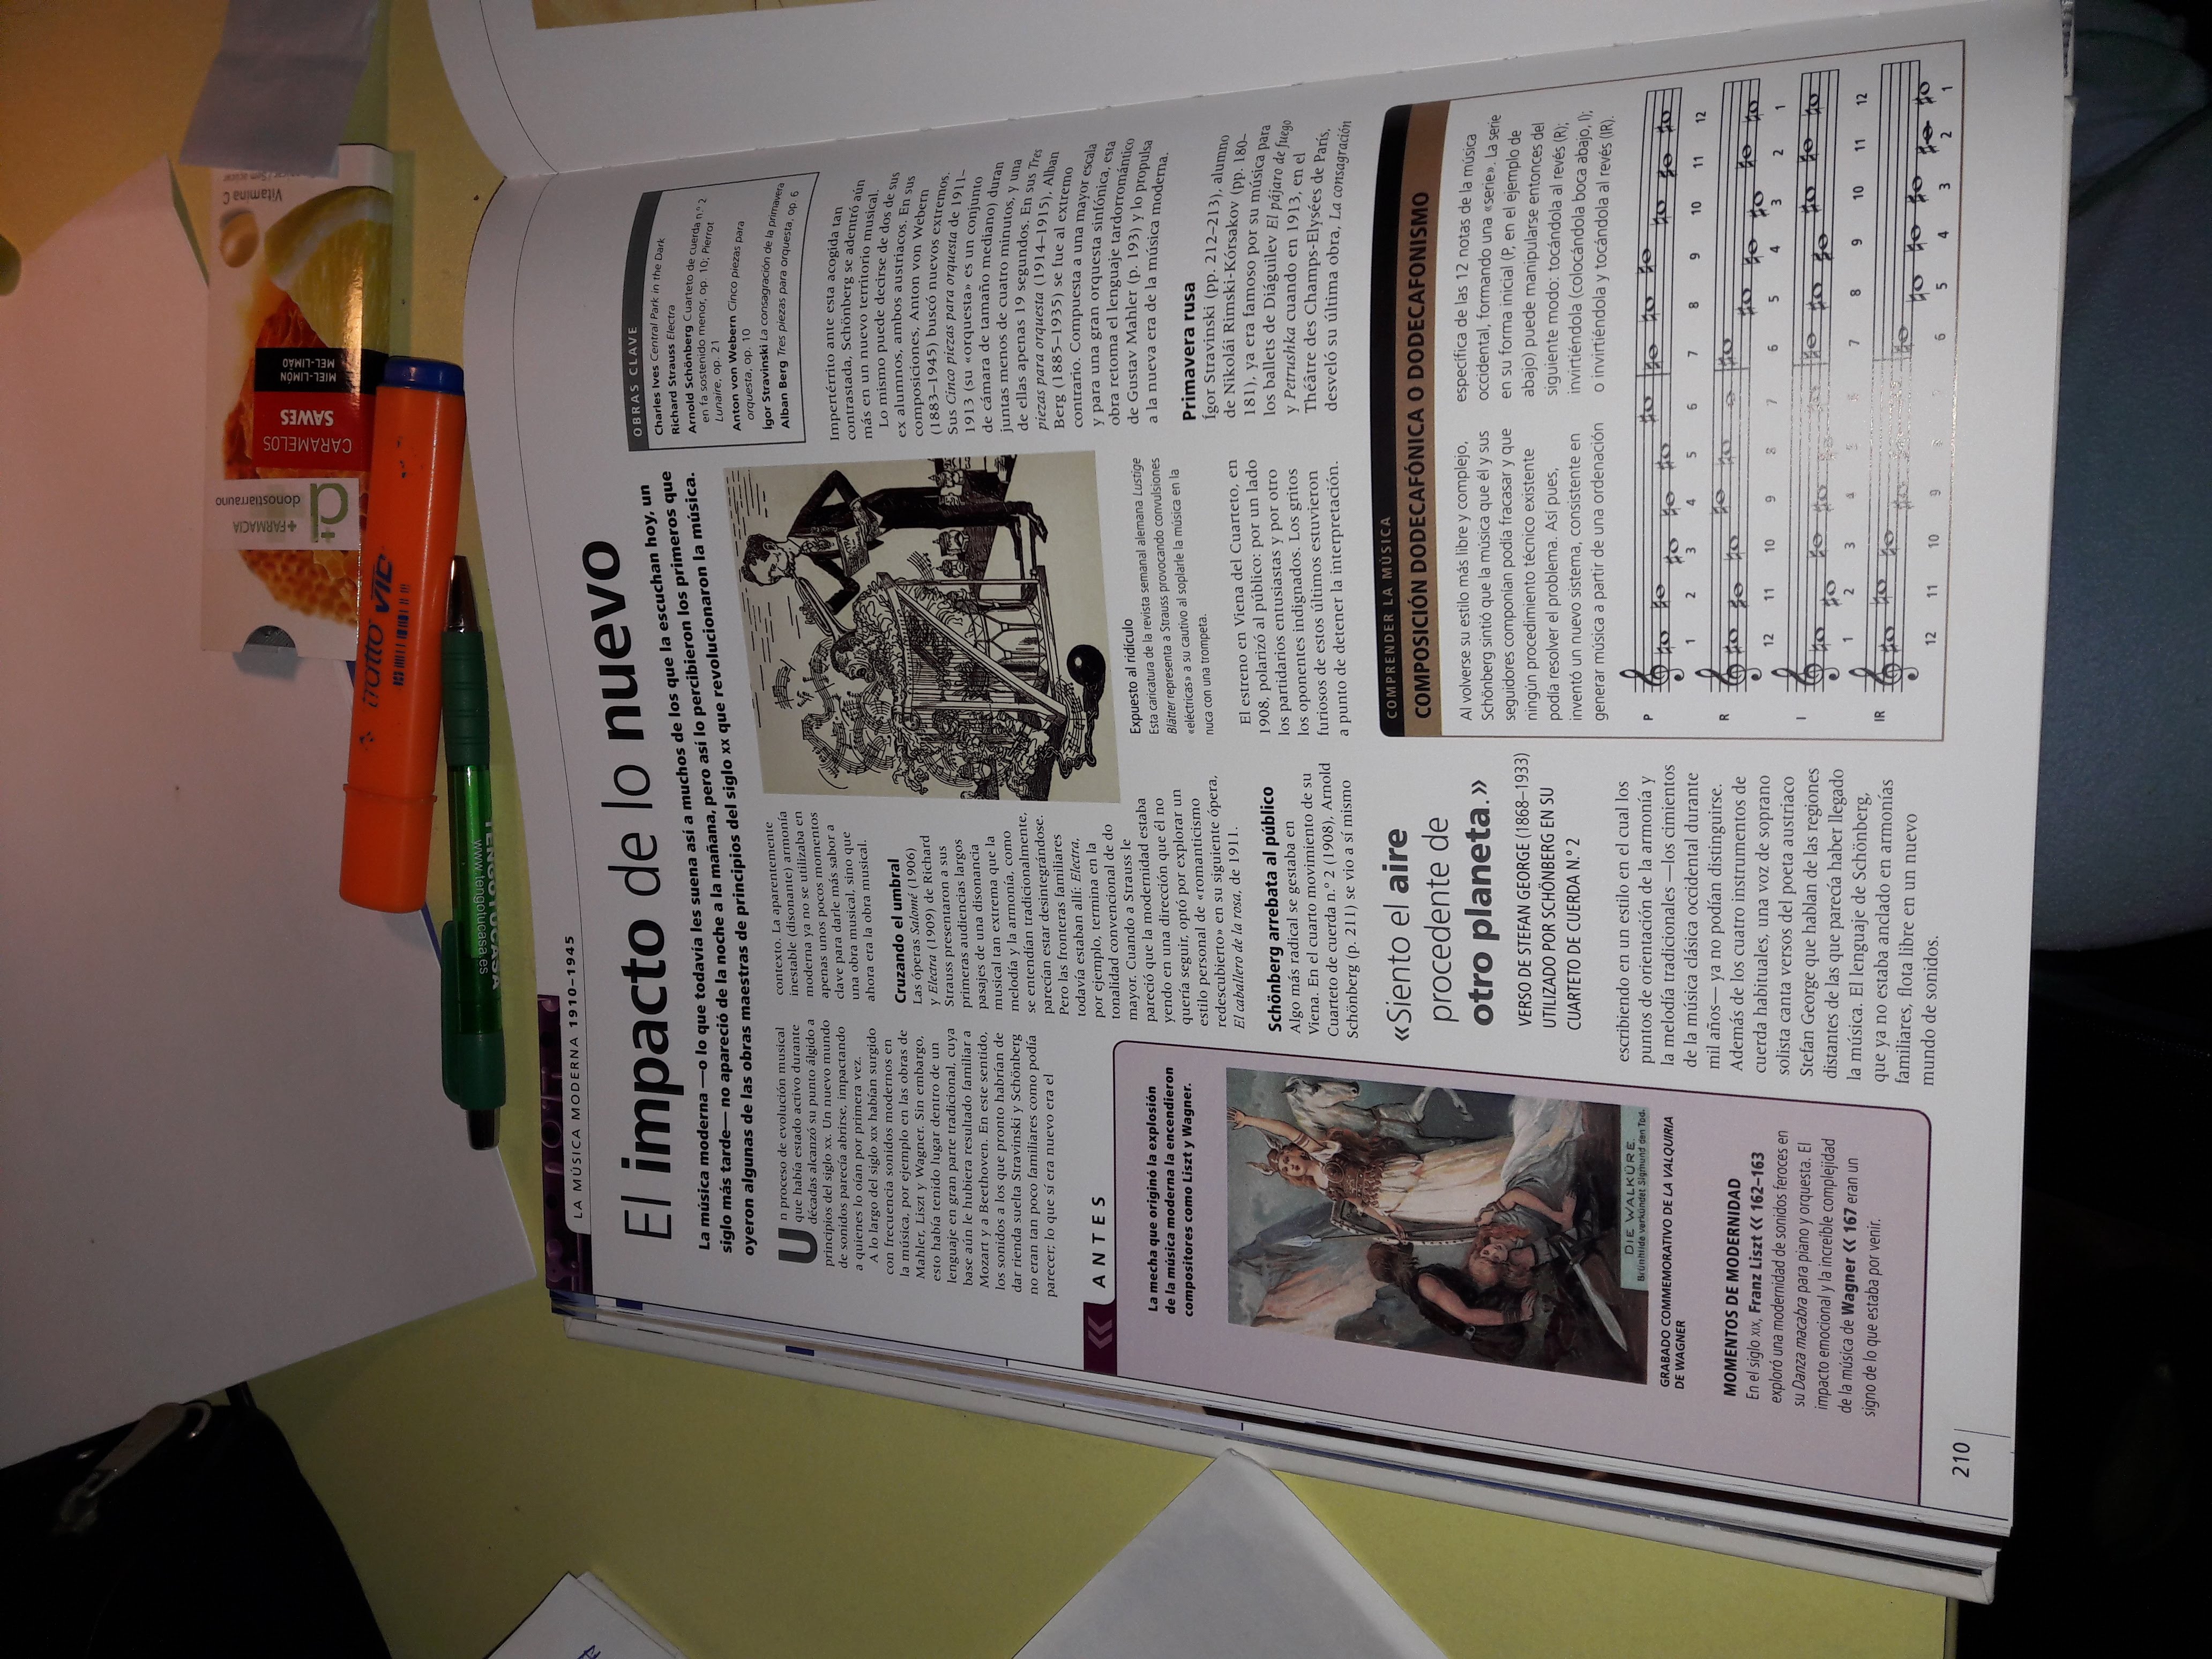 +FARMACIA
donostiarrauno
CARAMELOS
SAWES
MIEL-LIMÓN
MEL-LIMÃO
Vitamina C
tratto VID
www.tengotucasa.es
TENGOTUCASA
LA MÚSICA MODERNA 1910–1945
El impacto de lo nuevo
La música moderna —o lo que todavía les suena así a muchos de los que la escuchan hoy, un
siglo más tarde— no apareció de la noche a la mañana, pero así lo percibieron los primeros que
oyeron algunas de las obras maestras de principios del siglo XX que revolucionaron la música.
Un proceso de evolución musical
que había estado activo durante
décadas alcanzó su punto álgido a
principios del siglo XX. Un nuevo mundo
de sonidos parecía abrirse, impactando
a quienes lo oían por primera vez.
A lo largo del siglo XIX habían surgido
con frecuencia sonidos modernos en
la música, por ejemplo en las obras de
Mahler, Liszt y Wagner. Sin embargo,
esto había tenido lugar dentro de un
lenguaje en gran parte tradicional, cuya
base aún le hubiera resultado familiar a
Mozart y a Beethoven. En este sentido,
los sonidos a los que pronto habrían de
dar rienda suelta Stravinski y Schönberg
no eran tan poco familiares como podía
parecer; lo que sí era nuevo era el
ANTES
La mecha que originó la explosión
de la música moderna la encendieron
compositores como Liszt y Wagner.
DIE WALKÜRE.
Brünhilde verkündet Sigmund den Tod.
GRABADO COMMEMORATIVO DE LA VALQUIRIA
DE WAGNER
MOMENTOS DE MODERNIDAD
En el siglo XIX, Franz Liszt « 162–163
exploró una modernidad de sonidos feroces en
su Danza macabra para piano y orquesta. El
impacto emocional y la increíble complejidad
de la música de Wagner « 167 eran un
signo de lo que estaba por venir.
210
contexto. La aparentemente
inestable (disonante) armonía
moderna ya no se utilizaba en
apenas unos pocos momentos
clave para darle más sabor a
una obra musical, sino que
ahora era la obra musical.
Cruzando el umbral
Las óperas Salomé (1906)
y Electra (1909) de Richard
Strauss presentaron a sus
primeras audiencias largos
pasajes de una disonancia
musical tan extrema que la
melodía y la armonía, como
se entendían tradicionalmente,
parecían estar desintegrándose.
Pero las fronteras familiares
todavía estaban allí: Electra,
por ejemplo, termina en la
tonalidad convencional de do
mayor. Cuando a Strauss le
pareció que la modernidad estaba
yendo en una dirección que él no
quería seguir, optó por explorar un
estilo personal de «romanticismo
redescubierto» en su siguiente ópera,
El caballero de la rosa, de 1911.
Schönberg arrebata al público
Algo más radical se gestaba en
Viena. En el cuarto movimiento de su
Cuarteto de cuerda n.º 2 (1908), Arnold
Schönberg (p. 211) se vio a sí mismo
«Siento el aire
procedente de
otro planeta.»
VERSO DE STEFAN GEORGE (1868–1933)
UTILIZADO POR SCHÖNBERG EN SU
CUARTETO DE CUERDA N.º 2
escribiendo en un estilo en el cual los
puntos de orientación de la armonía y
la melodía tradicionales —los cimientos
de la música clásica occidental durante
mil años— ya no podían distinguirse.
Además de los cuatro instrumentos de
cuerda habituales, una voz de soprano
solista canta versos del poeta austriaco
Stefan George que hablan de las regiones
distantes de las que parecía haber llegado
la música. El lenguaje de Schönberg,
que ya no estaba anclado en armonías
familiares, flota libre en un nuevo
mundo de sonidos.
Expuesto al ridículo
Esta caricatura de la revista semanal alemana Lustige
Blätter representa a Strauss provocando convulsiones
«eléctricas» a su cautivo al soplarle la música en la
nuca con una trompeta.
El estreno en Viena del Cuarteto, en
1908, polarizó al público: por un lado
los partidarios entusiastas y por otro
los oponentes indignados. Los gritos
furiosos de estos últimos estuvieron
a punto de detener la interpretación.
OBRAS CLAVE
Charles Ives Central Park in the Dark
Richard Strauss Electra
Arnold Schönberg Cuarteto de cuerda n.º 2
en fa sostenido menor, op. 10; Pierrot
Lunaire, op. 21
Anton von Webern Cinco piezas para
orquesta, op. 10
Ígor Stravinski La consagración de la primavera
Alban Berg Tres piezas para orquesta, op. 6
Impertérrito ante esta acogida tan
contrastada, Schönberg se adentró aún
más en un nuevo territorio musical.
Lo mismo puede decirse de dos de sus
ex alumnos, ambos austriacos. En sus
composiciones, Anton von Webern
(1883–1945) buscó nuevos extremos.
Sus Cinco piezas para orquesta de 1911–
1913 (su «orquesta» es un conjunto
de cámara de tamaño mediano) duran
juntas menos de cuatro minutos, y una
de ellas apenas 19 segundos. En sus Tres
piezas para orquesta (1914–1915), Alban
Berg (1885–1935) se fue al extremo
contrario. Compuesta a una mayor escala
y para una gran orquesta sinfónica, esta
obra retoma el lenguaje tardorromántico
de Gustav Mahler (p. 193) y lo propulsa
a la nueva era de la música moderna.
Primavera rusa
Ígor Stravinski (pp. 212–213), alumno
de Nikolái Rimski-Kórsakov (pp. 180–
181), ya era famoso por su música para
los ballets de Diáguilev El pájaro de fuego
y Petrushka cuando en 1913, en el
Théâtre des Champs-Elysées de París,
desveló su última obra, La consagración
COMPRENDER LA MÚSICA
COMPOSICIÓN DODECAFÓNICA O DODECAFONISMO
Al volverse su estilo más libre y complejo,
Schönberg sintió que la música que él y sus
seguidores componían podía fracasar y que
ningún procedimiento técnico existente
podía resolver el problema. Así pues,
inventó un nuevo sistema, consistente en
generar música a partir de una ordenación
específica de las 12 notas de la música
occidental, formando una «serie». La serie
en su forma inicial (P, en el ejemplo de
abajo) puede manipularse entonces del
siguiente modo: tocándola al revés (R);
invirtiéndola (colocándola boca abajo, I);
o invirtiéndola y tocándola al revés (IR).
P
1 2 3 4 5 6 7 8 9 10 11 12
R
12 11 10 9 8 7 6 5 4 3 2 1
I
1 2 3 4 5 6 7 8 9 10 11 12
IR
12 11 10 9 6 5 4 3 2 1